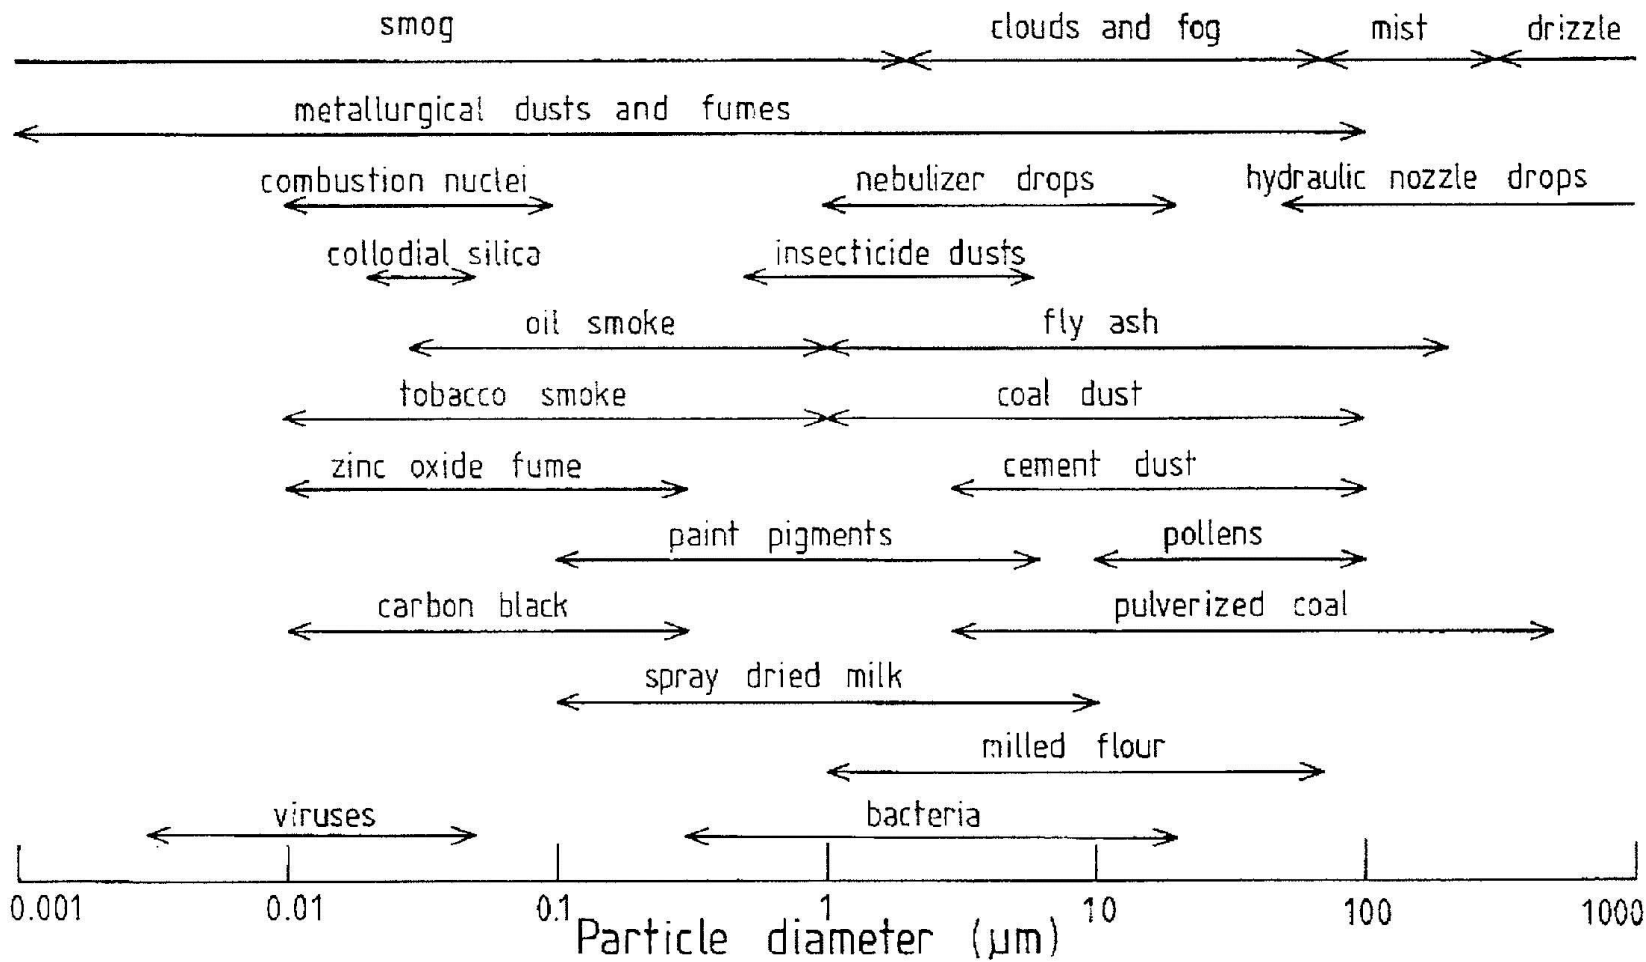 smog clouds and fog mist drizzle
metallurgical dusts and fumes
combustion nuclei nebulizer drops hydraulic nozzle drops
collodial silica insecticide dusts
oil smoke fly ash
tobacco smoke coal dust
zinc oxide fume cement dust
paint pigments pollens
carbon black pulverized coal
spray dried milk
milled flour
viruses bacteria
0.001 0.01 0.1 1 10 100 1000
Particle diameter (µm)